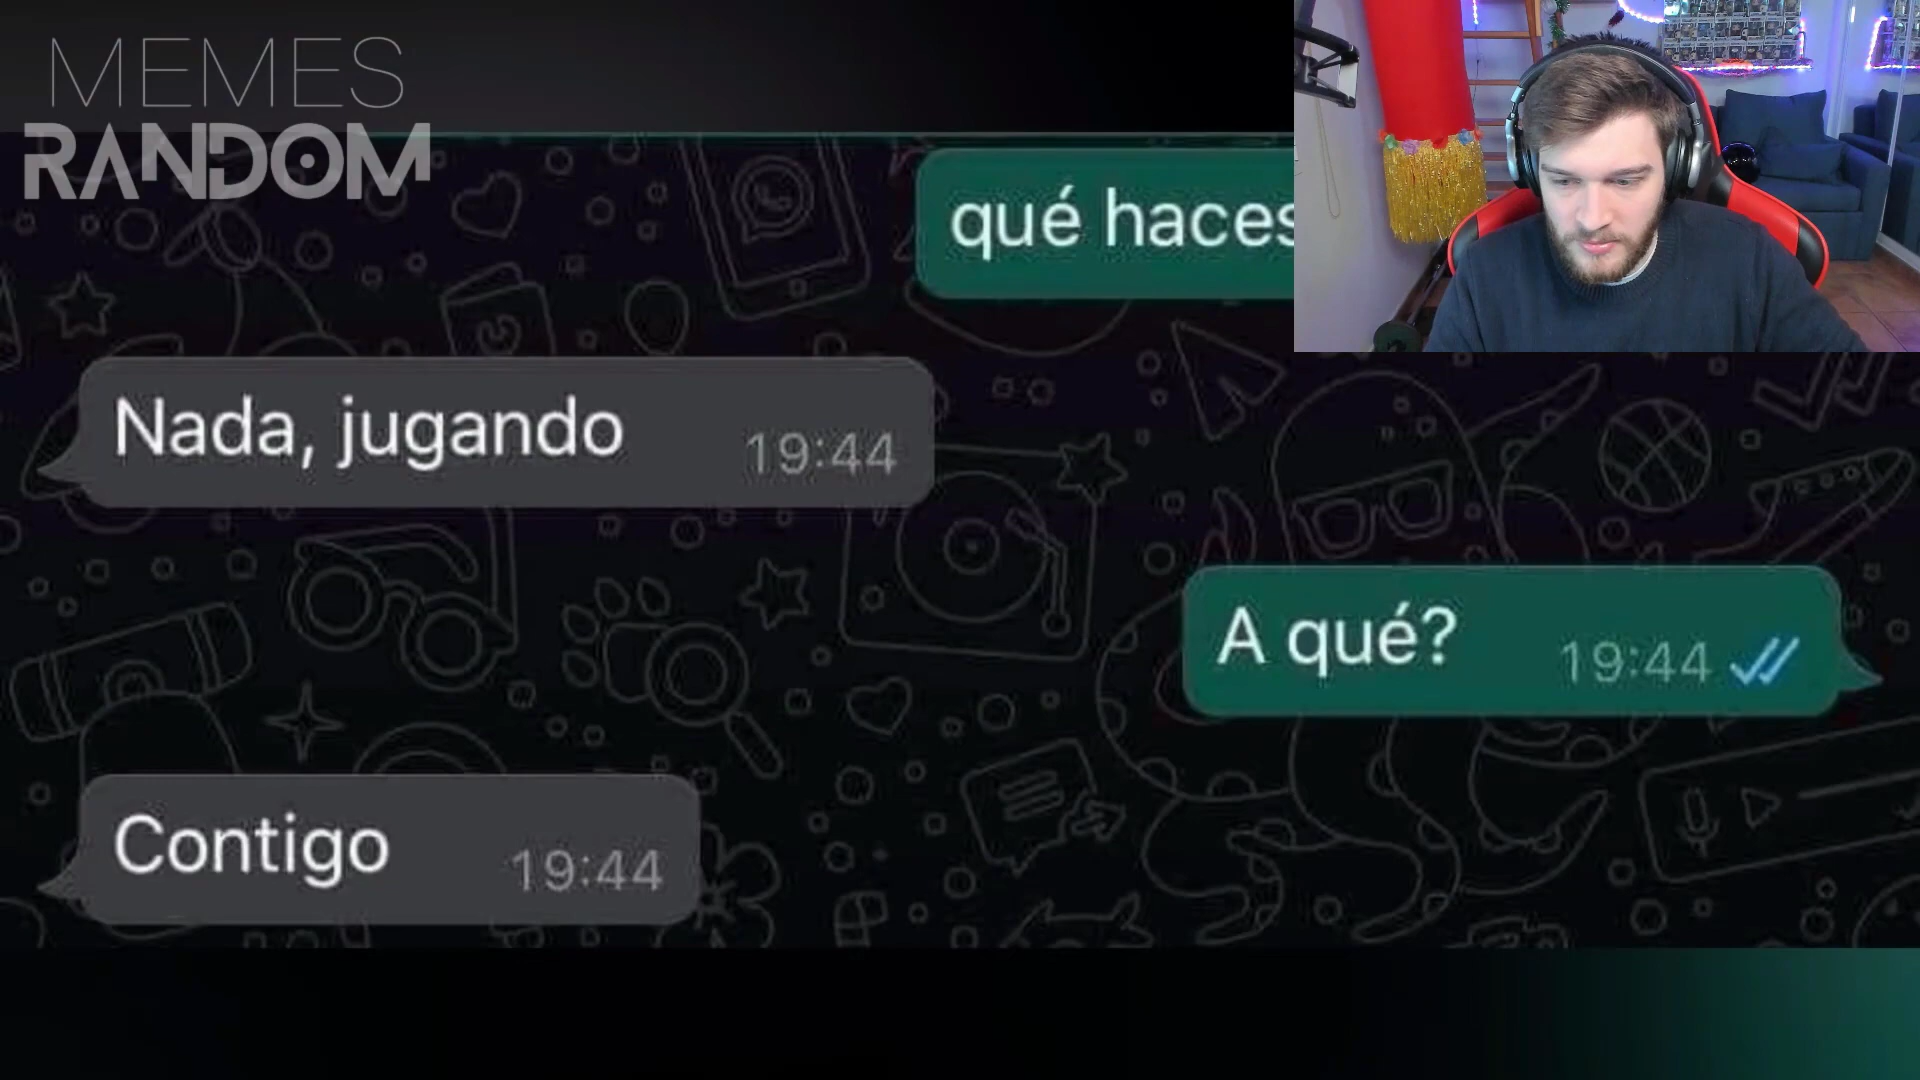 MEMES
RANDOM
qué haces
Nada, jugando 19:44
A qué? 19:44
Contigo 19:44